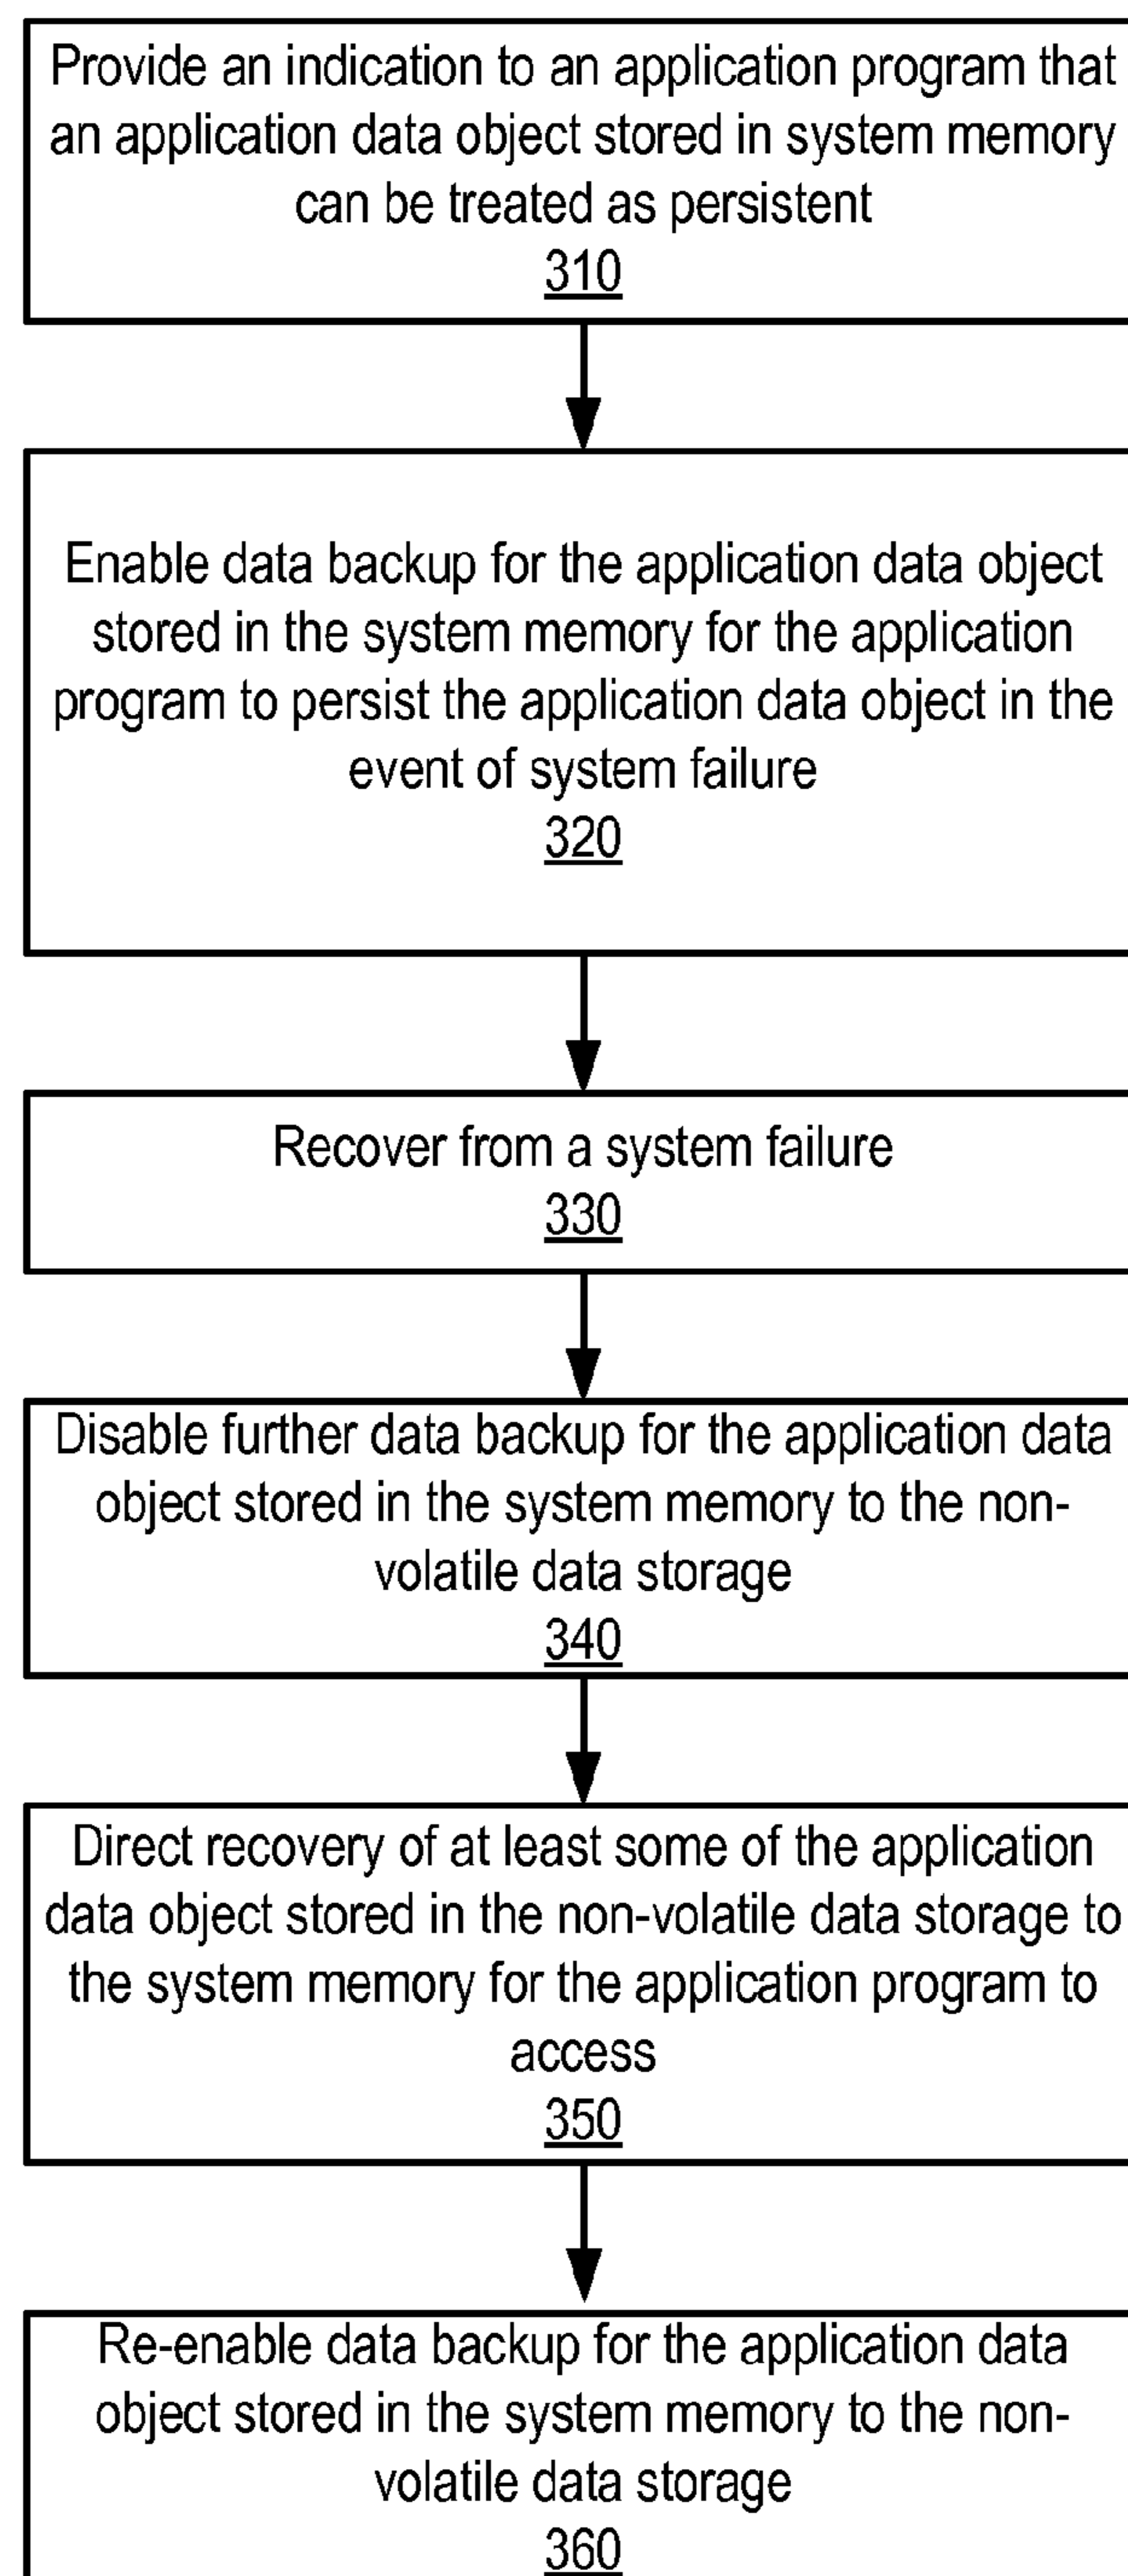 Provide an indication to an application program that
an application data object stored in system memory
can be treated as persistent
310
Enable data backup for the application data object
stored in the system memory for the application
program to persist the application data object in the
event of system failure
320
Recover from a system failure
330
Disable further data backup for the application data
object stored in the system memory to the non-
volatile data storage
340
Direct recovery of at least some of the application
data object stored in the non-volatile data storage to
the system memory for the application program to
access
350
Re-enable data backup for the application data
object stored in the system memory to the non-
volatile data storage
360